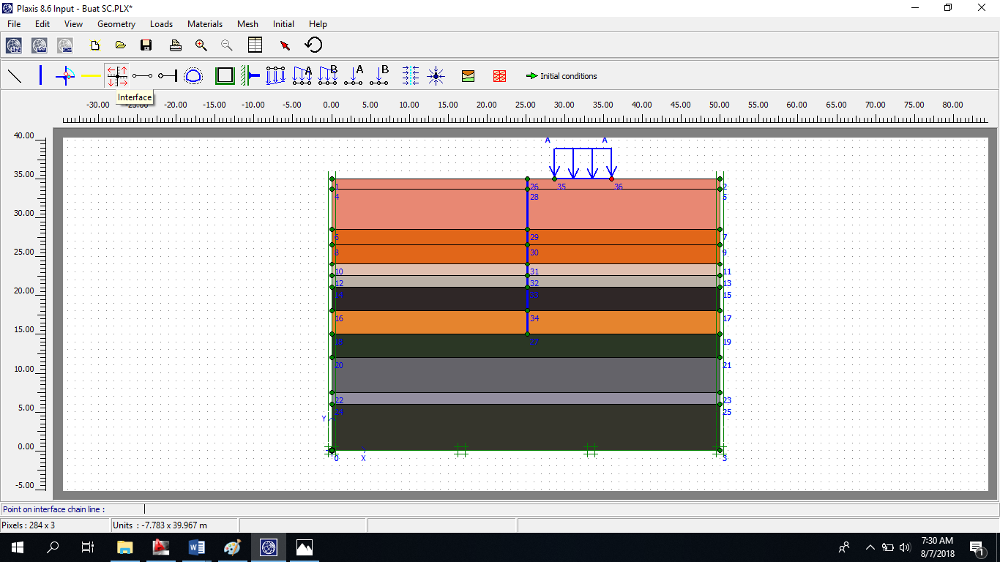 Plaxis 8.6 Input - Buat SC.PLX*
File Edit View Geometry Loads Materials Mesh Initial Help
A B A B Initial conditions
Interface
-30.00 -25.00 -20.00 -15.00 -10.00 -5.00 0.00 5.00 10.00 15.00 20.00 25.00 30.00 35.00 40.00 45.00 50.00 55.00 60.00 65.00 70.00 75.00 80.00
40.00
A A
35.00
1 26 35 36 2
4 28 5
30.00
6 29 7
8 30 9
25.00
10 31 11
12 32 13
20.00
14 33 15
16 34 17
15.00
18 27 19
20 21
10.00
22 23
5.00
24 25
Y
0.00
0 X 3
-5.00
Point on interface chain line :
Pixels : 284 x 3 Units : -7.783 x 39.967 m
7:30 AM
8/7/2018
1